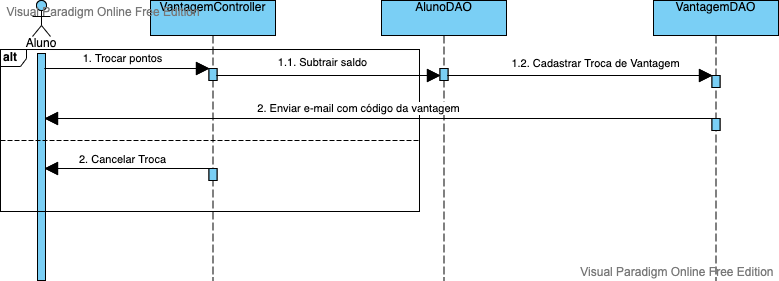 Visual Paradigm Online Free Edition
VantagemController
AlunoDAO
VantagemDAO
Aluno
alt
1. Trocar pontos
1.1. Subtrair saldo
1.2. Cadastrar Troca de Vantagem
2. Enviar e-mail com código da vantagem
2. Cancelar Troca
Visual Paradigm Online Free Edition